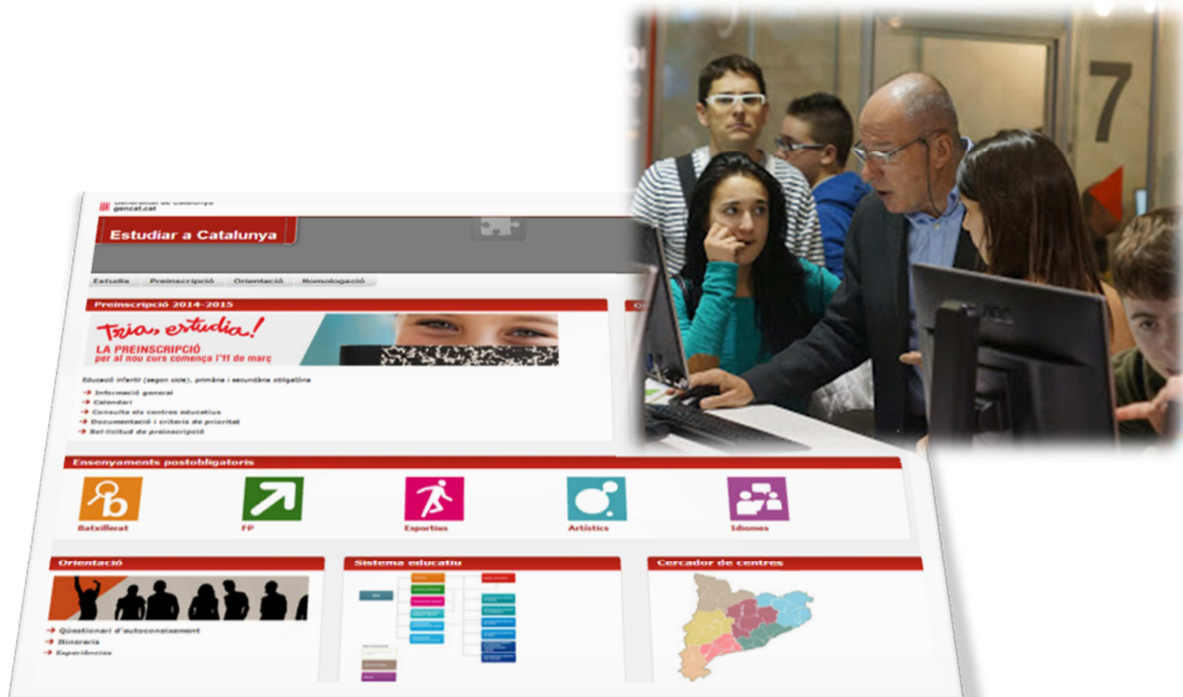 Generalitat de Catalunya
gencat.cat
Estudiar a Catalunya
Estudis Preinscripció Orientació Homologació
Preinscripció 2014-2015
Tria, estudia!
LA PREINSCRIPCIÓ
per al nou curs comença l'11 de març
Educació infantil (segon cicle), primària i secundària obligatòria
Informació general
Calendari
Consulta els centres educatius
Documentació i criteris de prioritat
Sol·licitud de preinscripció
Ensenyaments postobligatoris
Batxillerat
FP
Esportius
Artístics
Idiomes
Orientació
Qüestionari d'autoconeixement
Itineraris
Experiències
Sistema educatiu
Cercador de centres
7